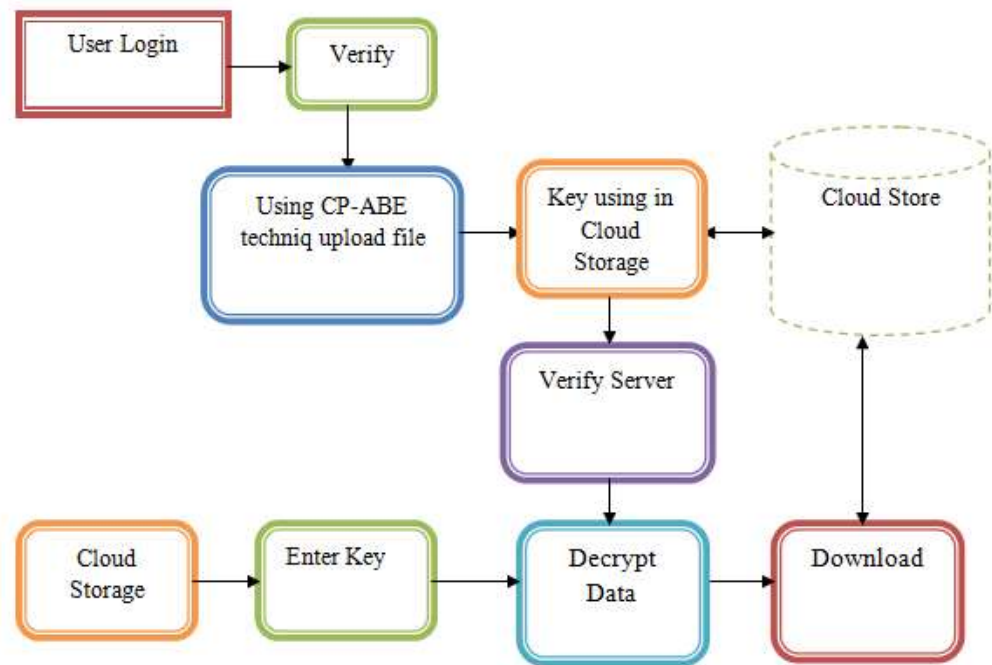 User Login
Verify
Using CP-ABE
techniq upload file
Key using in
Cloud
Storage
Cloud Store
Verify Server
Cloud
Storage
Enter Key
Decrypt
Data
Download